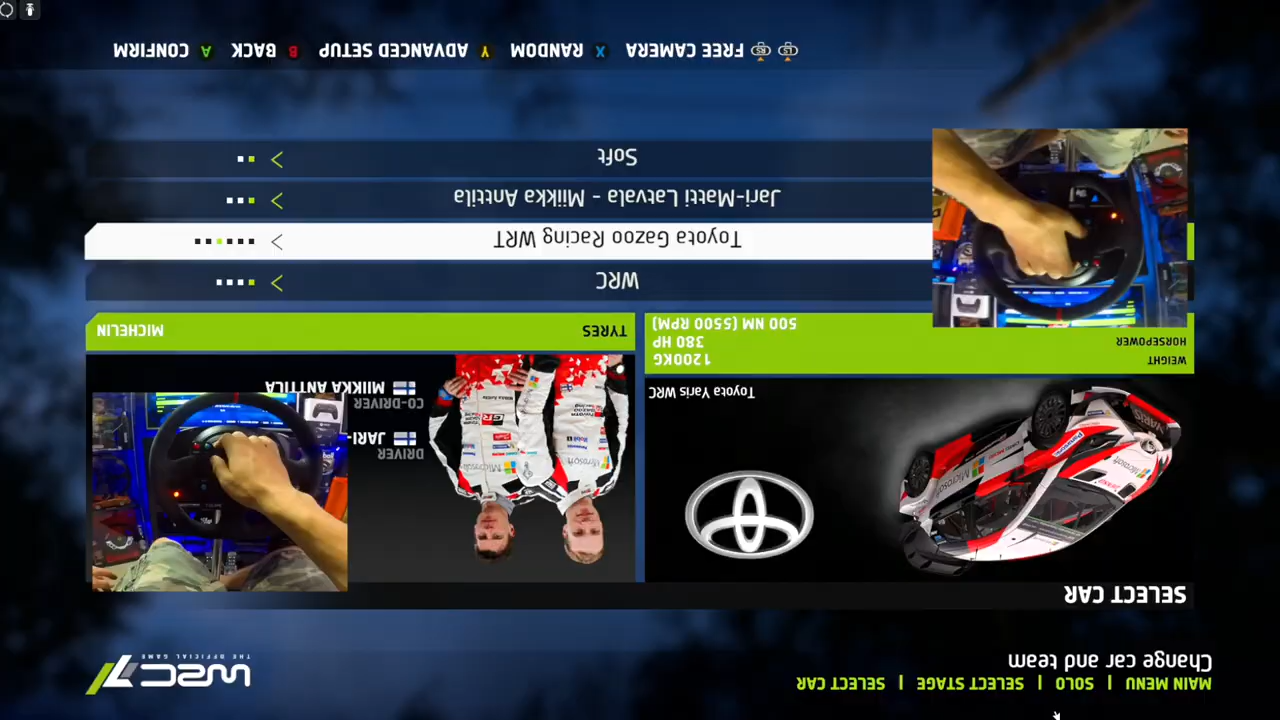 MAIN MENU | SOLO | SELECT STAGE | SELECT CAR
Change car and team
WRC 7
THE OFFICIAL GAME
SELECT CAR
Toyota Yaris WRC
WEIGHT 1200KG
HORSEPOWER 380 HP
500 NM (5500 RPM)
DRIVER
JARI-
CO-DRIVER
MIIKKA ANTTILA
TYRES MICHELIN
WRC
Toyota Gazoo Racing WRT
Jari-Matti Latvala - Miikka Anttila
Soft
LS RS FREE CAMERA X RANDOM Y ADVANCED SETUP B BACK A CONFIRM